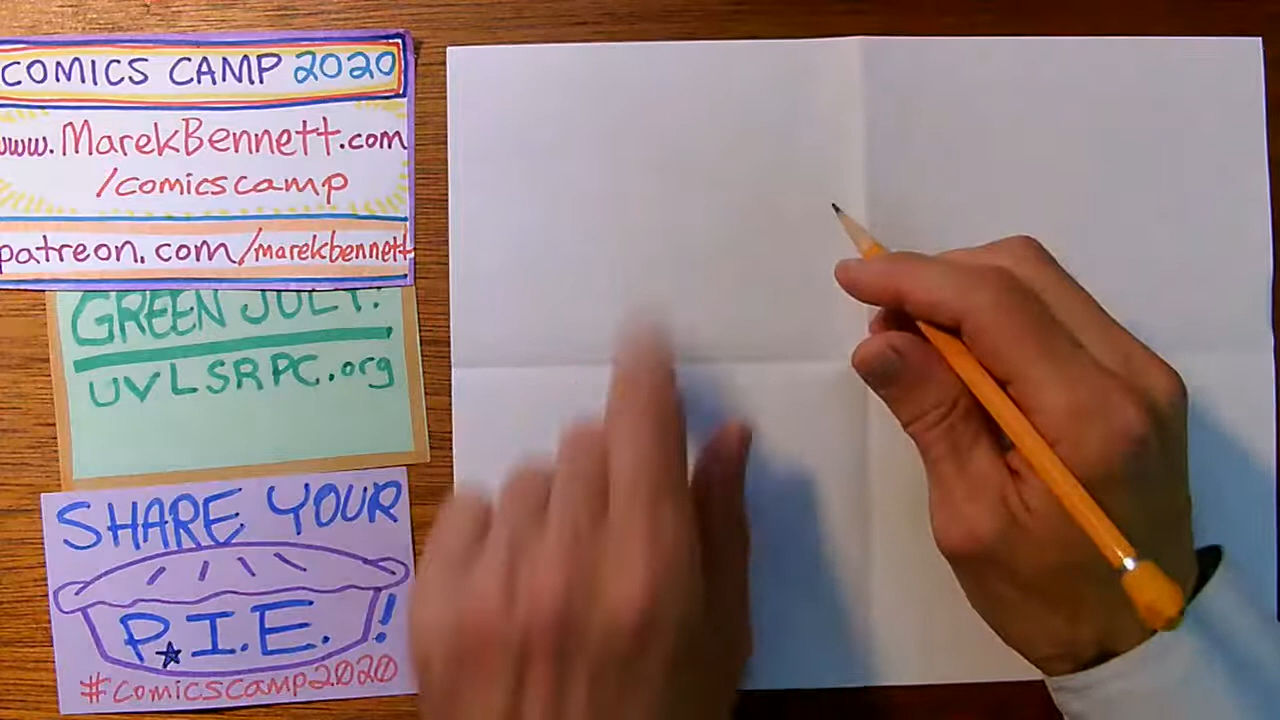 COMICS CAMP 2020
www.MarekBennett.com
/comicscamp
patreon.com/marekbennett
GREEN JULY!
UVLSRPC.org
SHARE YOUR
P.I.E.!
#comicscamp2020